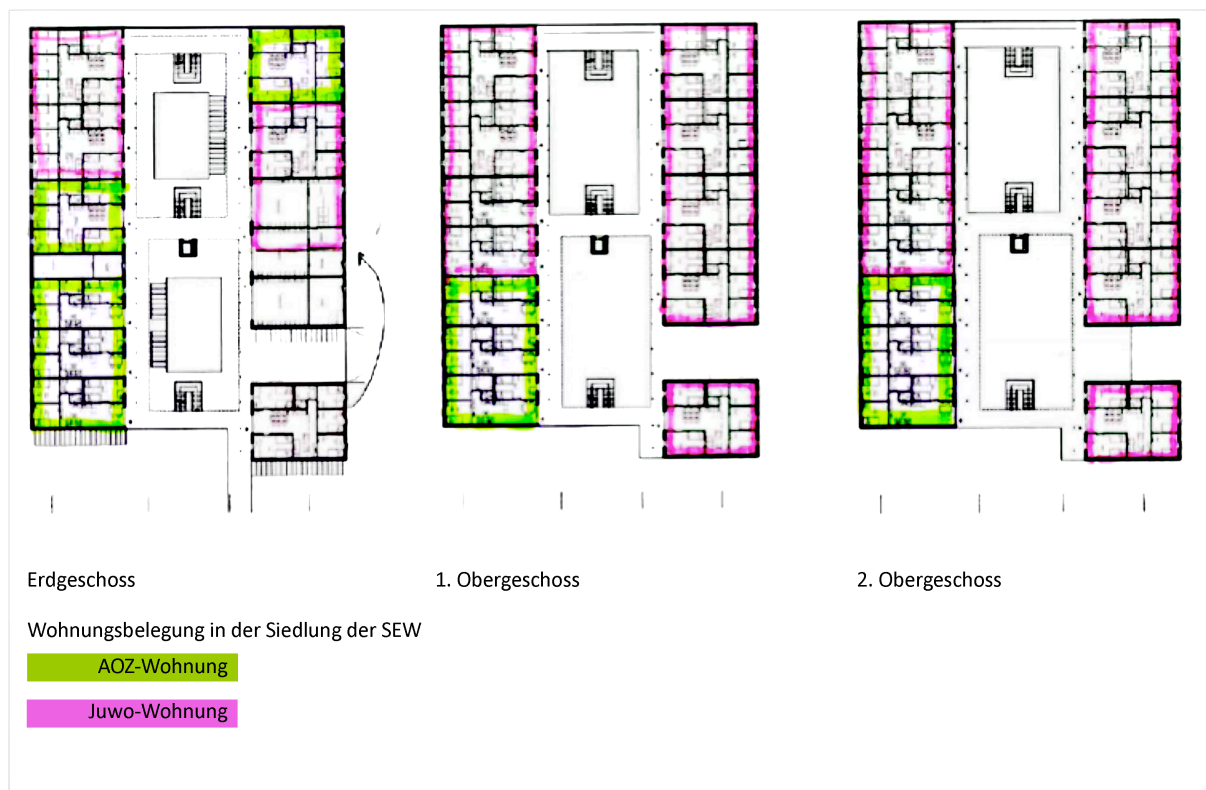 Erdgeschoss
1. Obergeschoss
2. Obergeschoss
Wohnungsbelegung in der Siedlung der SEW
AOZ-Wohnung
Juwo-Wohnung